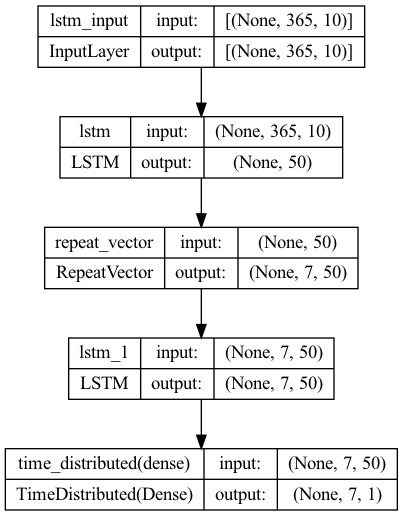 lstm_input input: [(None, 365, 10)]
InputLayer output: [(None, 365, 10)]
lstm input: (None, 365, 10)
LSTM output: (None, 50)
repeat_vector input: (None, 50)
RepeatVector output: (None, 7, 50)
lstm_1 input: (None, 7, 50)
LSTM output: (None, 7, 50)
time_distributed(dense) input: (None, 7, 50)
TimeDistributed(Dense) output: (None, 7, 1)